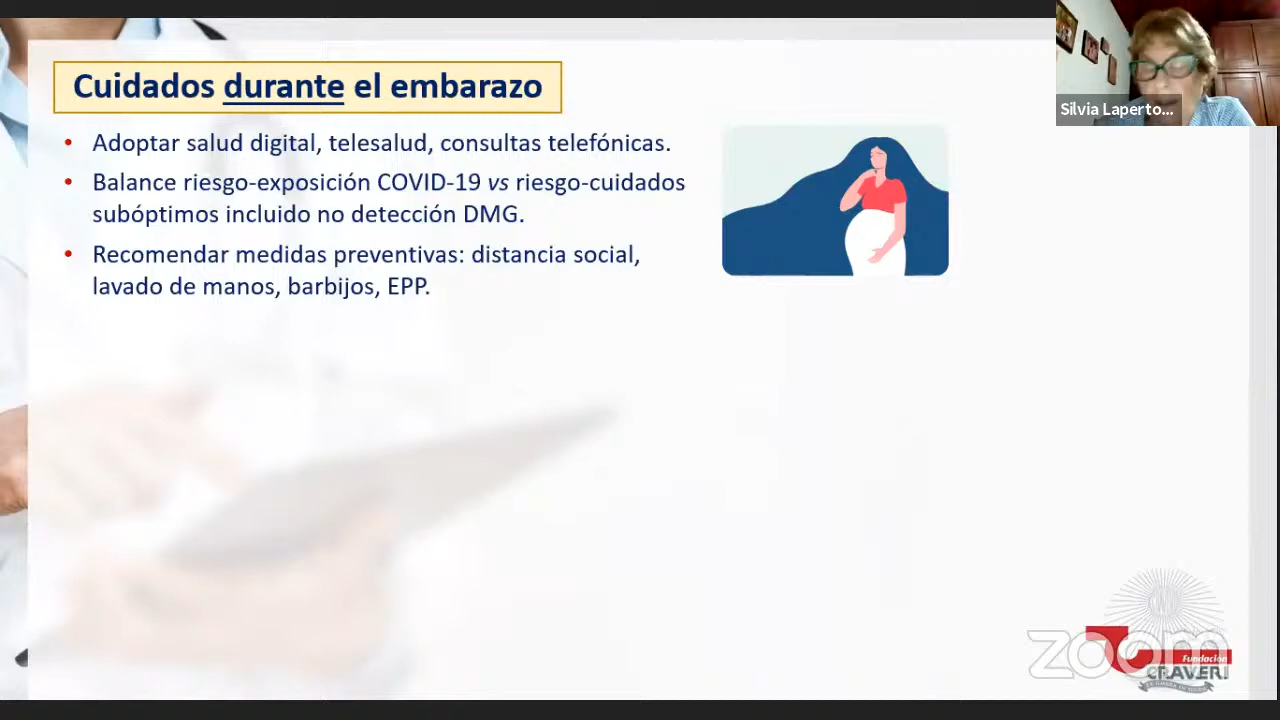 Cuidados durante el embarazo
• Adoptar salud digital, telesalud, consultas telefónicas.
• Balance riesgo-exposición COVID-19 vs riesgo-cuidados
subóptimos incluido no detección DMG.
• Recomendar medidas preventivas: distancia social,
lavado de manos, barbijos, EPP.
Silvia Laperto...
zoom
Fundación
CRAVERI